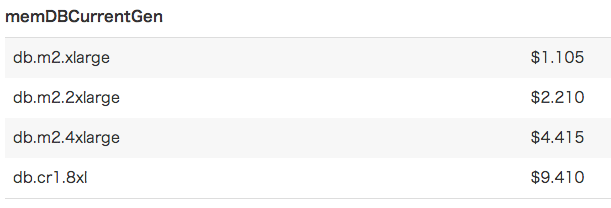 memDBCurrentGen
db.m2.xlarge $1.105
db.m2.2xlarge $2.210
db.m2.4xlarge $4.415
db.cr1.8xl $9.410